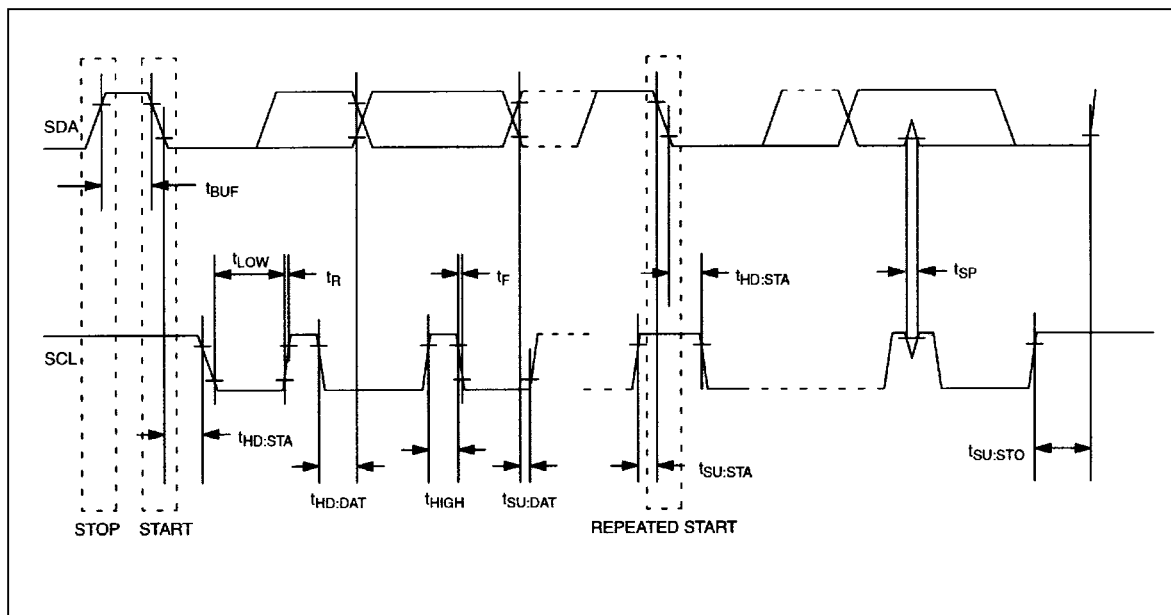 SDA
tBUF
tLOW
tR
tF
tHD:STA
tSP
SCL
tHD:STA
tHD:DAT
tHIGH
tSU:DAT
tSU:STA
tSU:STO
STOP
START
REPEATED START